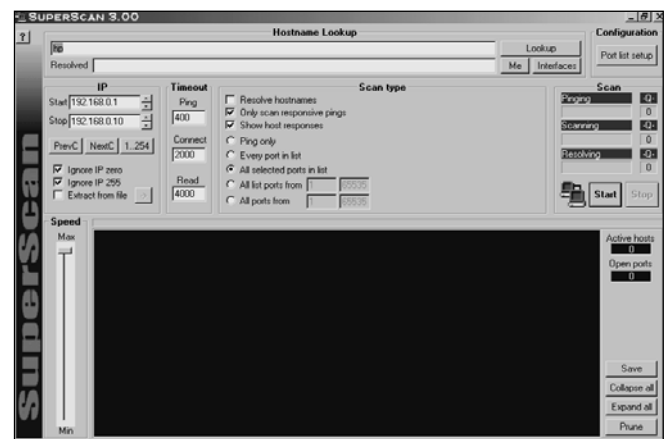 SUPERSCAN 3.00
?
Hostname Lookup
hp
Lookup
Resolved
Me
Interfaces
Configuration
Port list setup
IP
Start 192.168.0.1
Stop 192.168.0.10
PrevC
NextC
1..254
Ignore IP zero
Ignore IP 255
Extract from file
Timeout
Ping
400
Connect
2000
Read
4000
Scan type
Resolve hostnames
Only scan responsive pings
Show host responses
Ping only
Every port in list
All selected ports in list
All list ports from 1 65535
All ports from 1 65535
Scan
Pinging
0
Scanning
0
Resolving
0
Start
Stop
SuperScan
Speed
Max
Min
Active hosts
0
Open ports
0
Save
Collapse all
Expand all
Prune